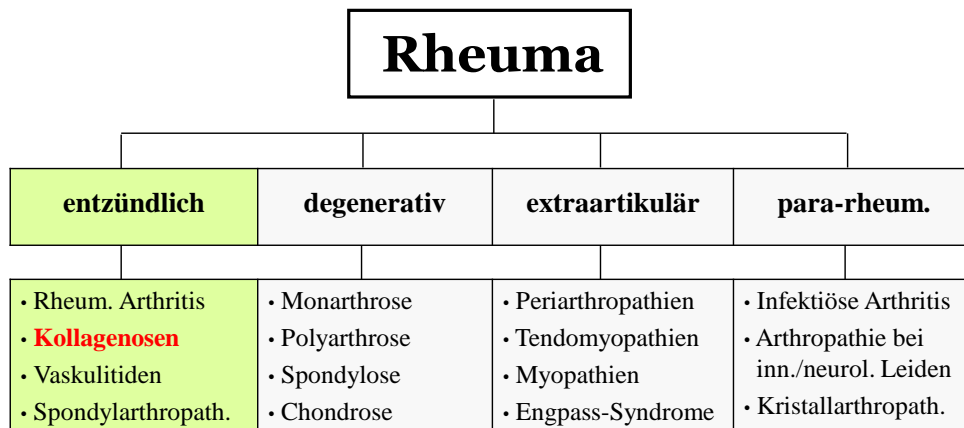 Rheuma
entzündlich
degenerativ
extraartikulär
para-rheum.
· Rheum. Arthritis
· Kollagenosen
· Vaskulitiden
· Spondylarthropath.
· Monarthrose
· Polyarthrose
· Spondylose
· Chondrose
· Periarthropathien
· Tendomyopathien
· Myopathien
· Engpass-Syndrome
· Infektiöse Arthritis
· Arthropathie bei
inn./neurol. Leiden
· Kristallarthropath.